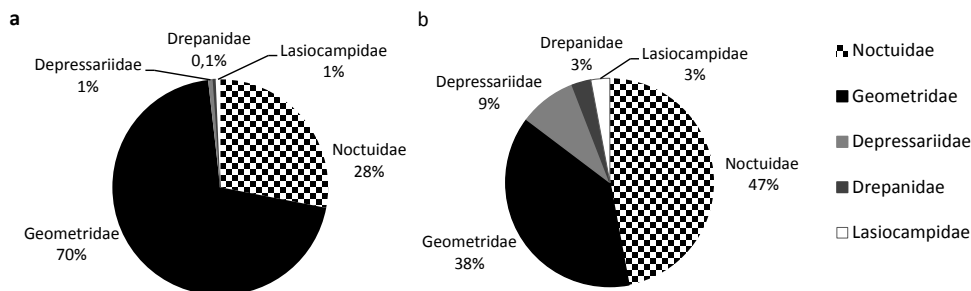 a
Drepanidae
0,1%
Lasiocampidae
1%
Depressariidae
1%
Noctuidae
28%
Geometridae
70%
b
Drepanidae
3%
Lasiocampidae
3%
Depressariidae
9%
Noctuidae
47%
Geometridae
38%
Noctuidae
Geometridae
Depressariidae
Drepanidae
Lasiocampidae